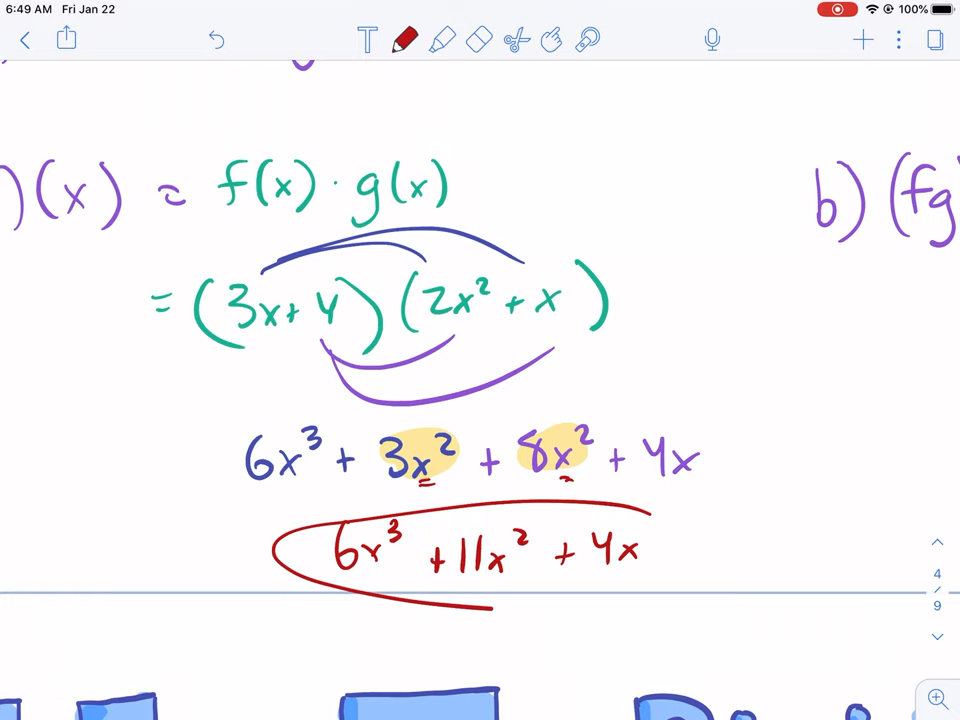 6:49 AM Fri Jan 22
100%
T
)(x) = f(x) · g(x)
b) (fg)
= (3x + 4)(2x² + x)
6x³ + 3x² + 8x² + 4x
6x³ + 11x² + 4x
4
/
9